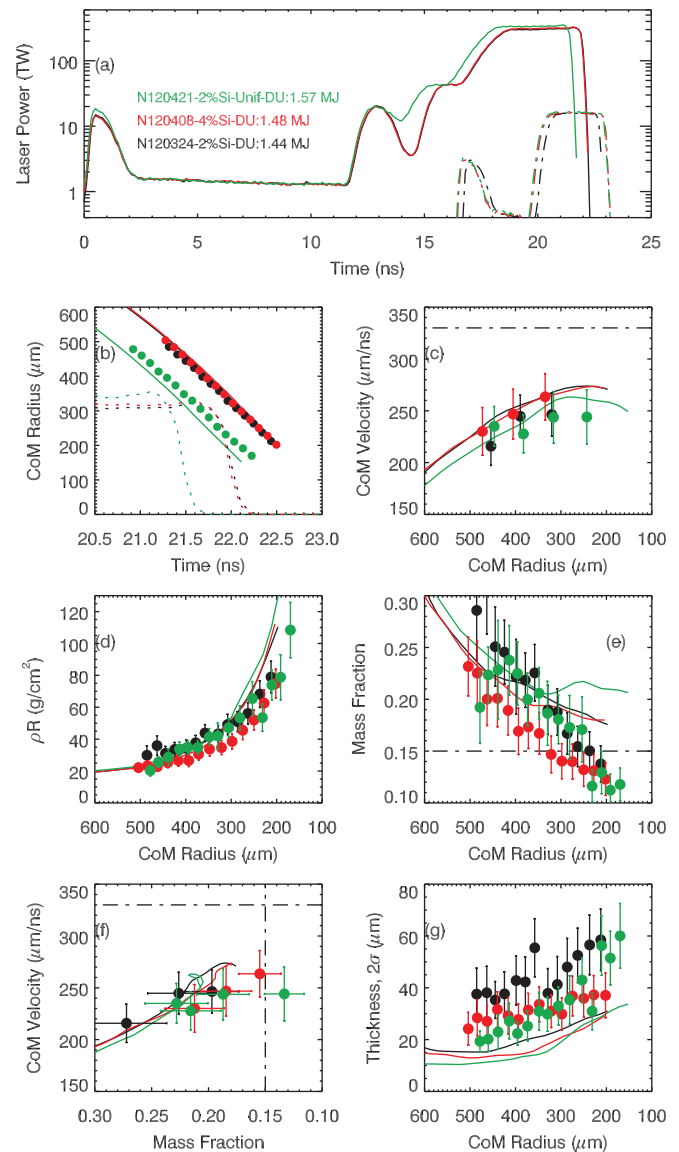 (a)
N120421-2%Si-Unif-DU:1.57 MJ
N120408-4%Si-DU:1.48 MJ
N120324-2%Si-DU:1.44 MJ
Laser Power (TW)
100
10
1
0 5 10 15 20 25
Time (ns)
(b)
CoM Radius (μm)
600
500
400
300
200
100
0
20.5 21.0 21.5 22.0 22.5 23.0
Time (ns)
(c)
CoM Velocity (μm/ns)
350
300
250
200
150
600 500 400 300 200 100
CoM Radius (μm)
(d)
ρR (g/cm²)
120
100
80
60
40
20
0
600 500 400 300 200 100
CoM Radius (μm)
(e)
Mass Fraction
0.30
0.25
0.20
0.15
0.10
600 500 400 300 200 100
CoM Radius (μm)
(f)
CoM Velocity (μm/ns)
350
300
250
200
150
0.30 0.25 0.20 0.15 0.10
Mass Fraction
(g)
Thickness, 2σ (μm)
80
60
40
20
0
600 500 400 300 200 100
CoM Radius (μm)